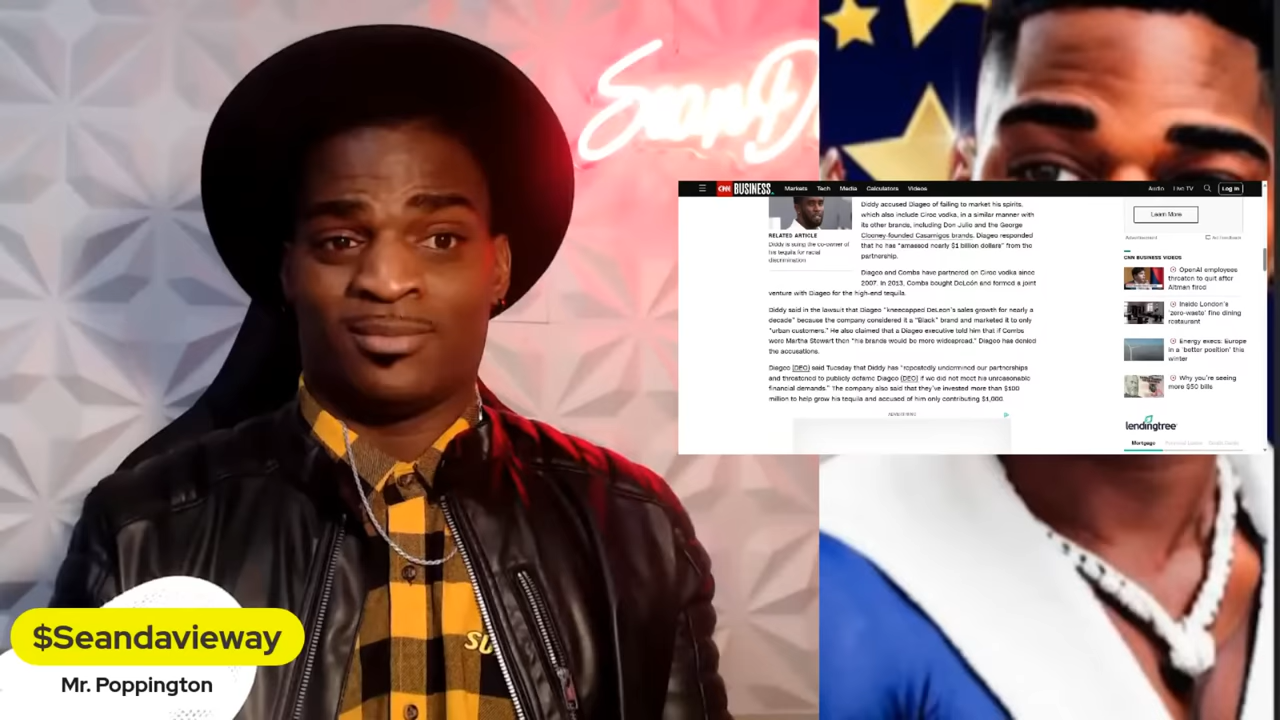 SeanD
CNN BUSINESS
Markets Tech Media Calculators Videos
Audio Live TV Log In
RELATED ARTICLE
Diddy is suing the co-owner of
his tequila for racial
discrimination
Diddy accused Diageo of failing to market his spirits,
which also include Ciroc vodka, in a similar manner with
its other brands, including Don Julio and the George
Clooney-founded Casamigos brands. Diageo responded
that he has "amassed nearly $1 billion dollars" from the
partnership.
Diageo and Combs have partnered on Ciroc vodka since
2007. In 2013, Combs bought DeLeón and formed a joint
venture with Diageo for the high-end tequila.
Diddy said in the lawsuit that Diageo "kneecapped DeLeon's sales growth for nearly a
decade" because the company considered it a "Black" brand and marketed it to only
"urban customers." He also claimed that a Diageo executive told him that if Combs
were Martha Stewart then "his brands would be more widespread." Diageo has denied
the accusations.
Diageo (DEO) said Tuesday that Diddy has "repeatedly undermined our partnerships
and threatened to publicly defame Diageo (DEO) if we did not meet his unreasonable
financial demands." The company also said that they've invested more than $100
million to help grow his tequila and accused of him only contributing $1,000.
ADVERTISING
Learn More
Advertisement Ad Feedback
CNN BUSINESS VIDEOS
OpenAI employees
threaten to quit after
Altman fired
Inside London's
'zero-waste' fine dining
restaurant
Energy execs: Europe
in a 'better position' this
winter
Why you're seeing
more $50 bills
lendingtree
Mortgage Personal Loans Credit Cards
SU
$Seandavieway
Mr. Poppington